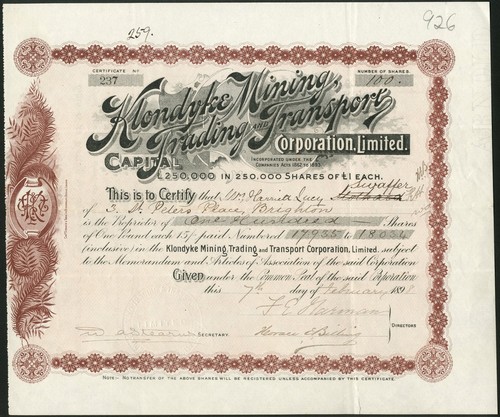 259.
926
CERTIFICATE No
237
NUMBER OF SHARES.
100.
Klondyke Mining,
Trading AND Transport
Corporation, Limited.
INCORPORATED UNDER THE
COMPANIES ACTS 1862 TO 1893.
CAPITAL
£250,000 IN 250,000 SHARES OF £1 EACH.
Swaffer
This is to Certify that Mrs Harriett Lucy
of 3, St Peters Place, Brighton
is the Proprietor of One Hundred Shares
of One Pound each 15/- paid Numbered 17935 to 18034
inclusive in the Klondyke Mining, Trading and Transport Corporation, Limited, subject
to the Memorandum and Articles of Association of the said Corporation
Given under the Common Seal of the said Corporation
this 7th day of February 1898
SECRETARY.
DIRECTORS
NOTE:- NO TRANSFER OF THE ABOVE SHARES WILL BE REGISTERED UNLESS ACCOMPANIED BY THIS CERTIFICATE.